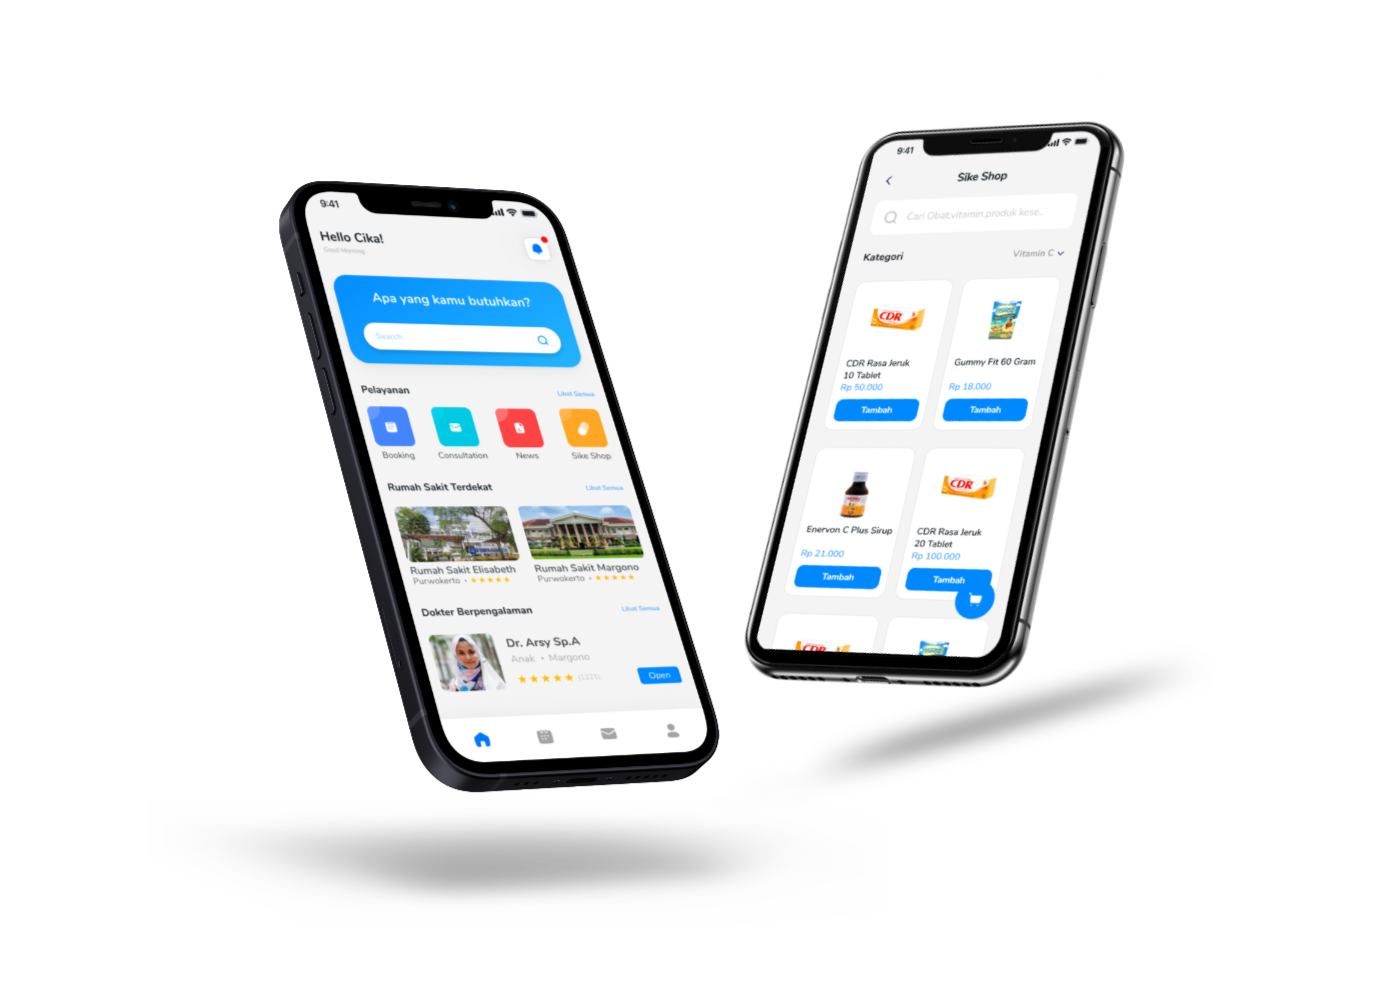 9:41
Hello Cika!
Good Morning
Apa yang kamu butuhkan?
Search
Pelayanan
Lihat Semua
Booking
Consultation
News
Sike Shop
Rumah Sakit Terdekat
Lihat Semua
Rumah Sakit Elisabeth
Purwokerto • ★★★★★
Rumah Sakit Margono
Purwokerto • ★★★★★
Dokter Berpengalaman
Lihat Semua
Dr. Arsy Sp.A
Anak • Margono
★★★★★ (1221)
Open
9:41
Sike Shop
Cari Obat,vitamin,produk kese..
Kategori
Vitamin C
CDR
CDR Rasa Jeruk
10 Tablet
Rp 50.000
Tambah
Gummy Fit 60 Gram
Rp 18.000
Tambah
Enervon C Plus Sirup
Rp 21.000
Tambah
CDR
CDR Rasa Jeruk
20 Tablet
Rp 100.000
Tambah
CDR